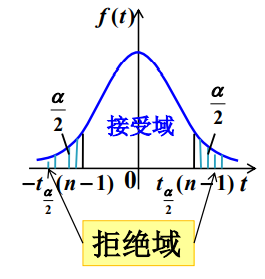 f(t)
α/2 α/2
接受域
-t_{α/2}(n-1) 0 t_{α/2}(n-1) t
拒绝域